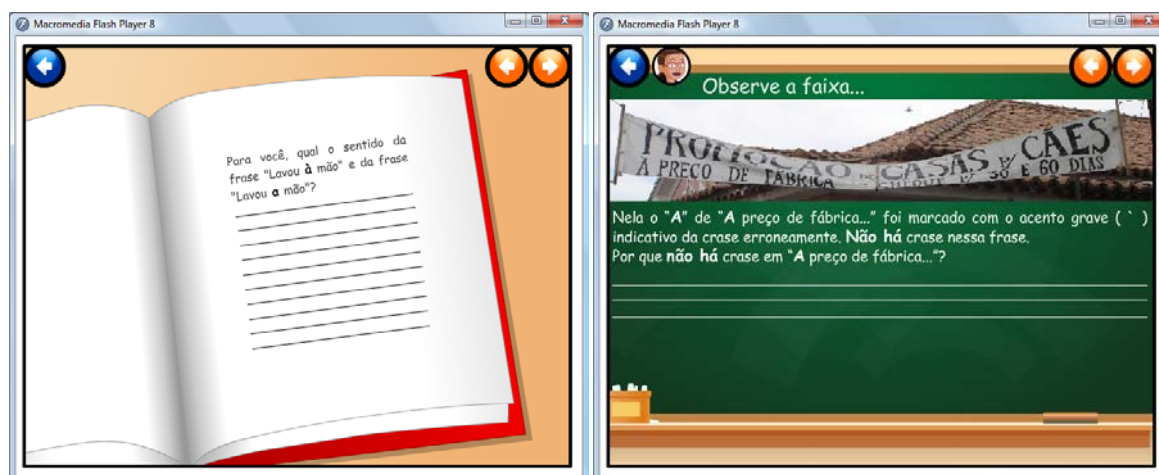 Macromedia Flash Player 8
Para você, qual o sentido da
frase "Lavou à mão" e da frase
"Lavou a mão"?
Macromedia Flash Player 8
Observe a faixa...
PROMOÇÃO DE CASAS P/ CÃES
À PREÇO DE FÁBRICA CHEQUE P/ 30 E 60 DIAS
Nela o "A" de "A preço de fábrica..." foi marcado com o acento grave ( ` )
indicativo da crase erroneamente. Não há crase nessa frase.
Por que não há crase em "A preço de fábrica..."?